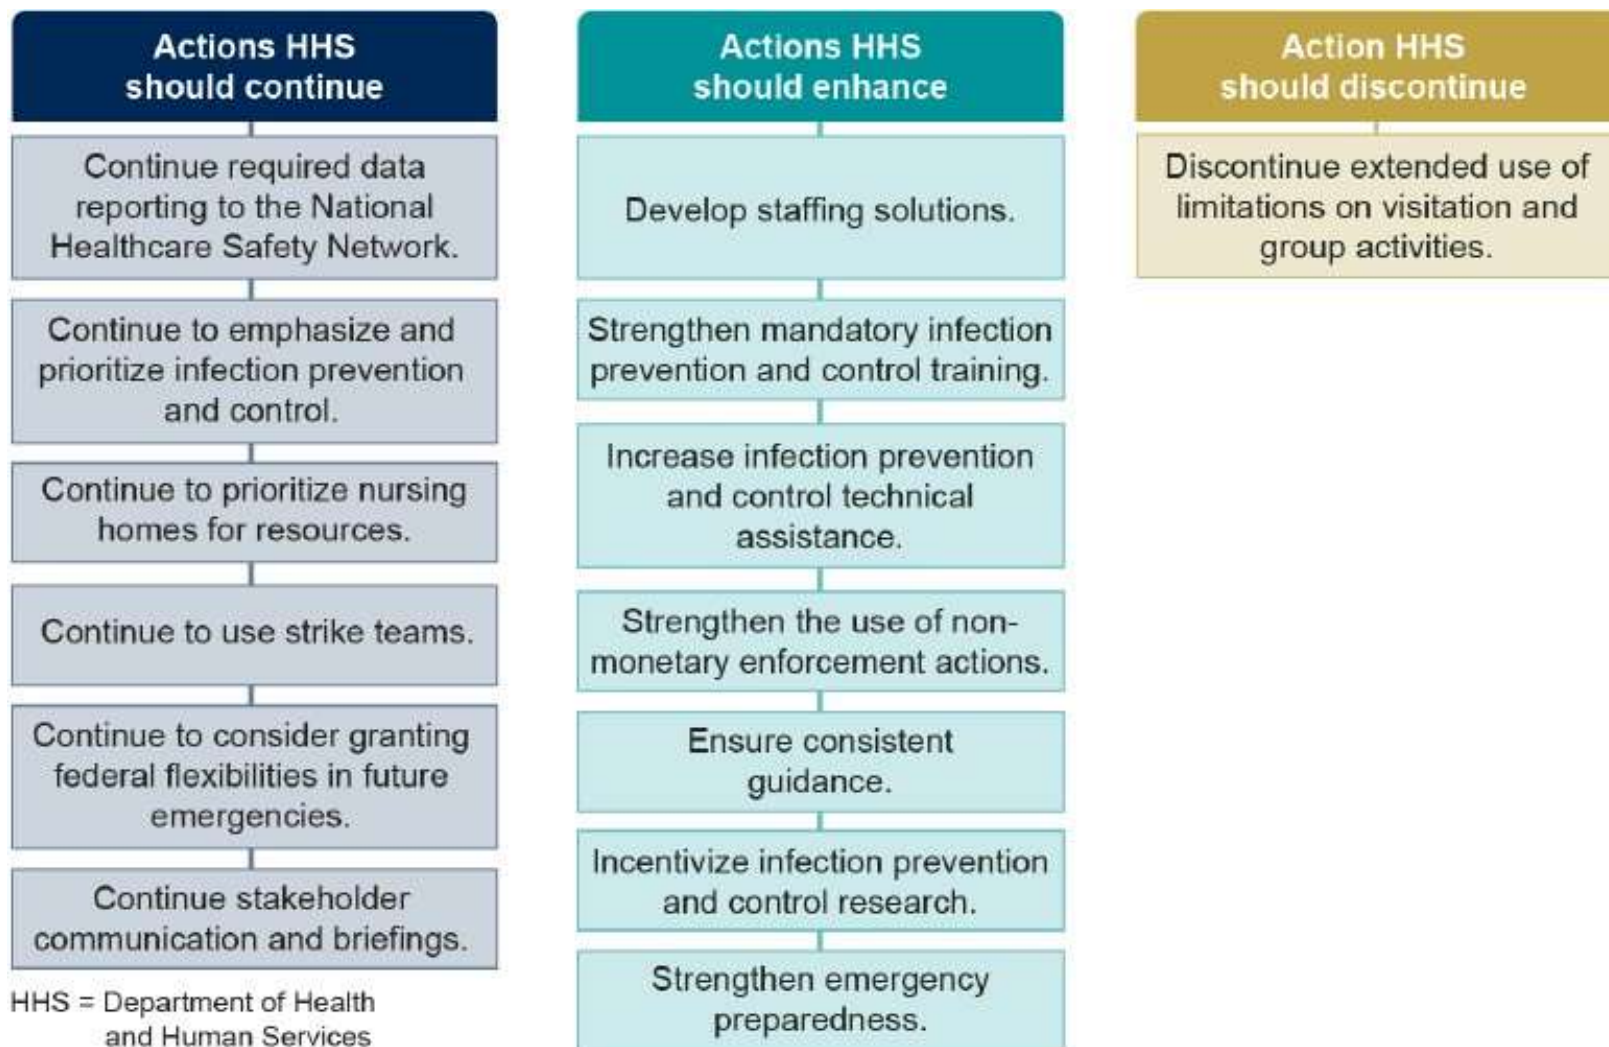 Actions HHS
should continue
Continue required data
reporting to the National
Healthcare Safety Network.
Continue to emphasize and
prioritize infection prevention
and control.
Continue to prioritize nursing
homes for resources.
Continue to use strike teams.
Continue to consider granting
federal flexibilities in future
emergencies.
Continue stakeholder
communication and briefings.
HHS = Department of Health
and Human Services
Actions HHS
should enhance
Develop staffing solutions.
Strengthen mandatory infection
prevention and control training.
Increase infection prevention
and control technical
assistance.
Strengthen the use of non-
monetary enforcement actions.
Ensure consistent
guidance.
Incentivize infection prevention
and control research.
Strengthen emergency
preparedness.
Action HHS
should discontinue
Discontinue extended use of
limitations on visitation and
group activities.